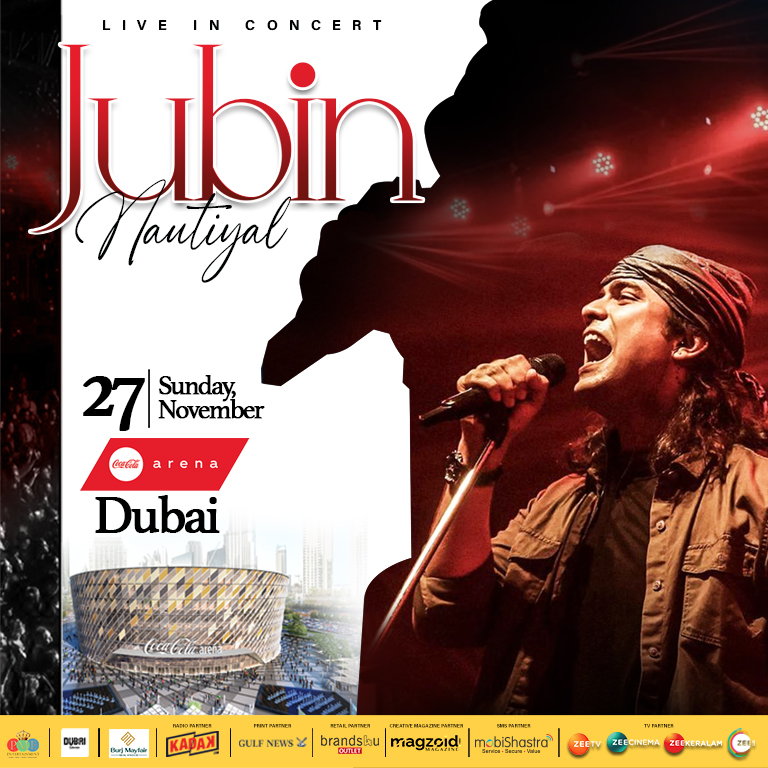 LIVE IN CONCERT
Jubin
Nautiyal
27
Sunday,
November
Coca-Cola arena
Dubai
Coca-Cola arena
DUBAI
Burj Mayfair
RADIO PARTNER
KADAK
PRINT PARTNER
GULF NEWS
RETAIL PARTNER
brands4u
OUTLET
CREATIVE MAGAZINE PARTNER
magzoid
MAGAZINE
SMS PARTNER
mobiShastra
Service - Secure - Value
TV PARTNER
ZEE TV
ZEE CINEMA
ZEE KERALAM
ZEE5